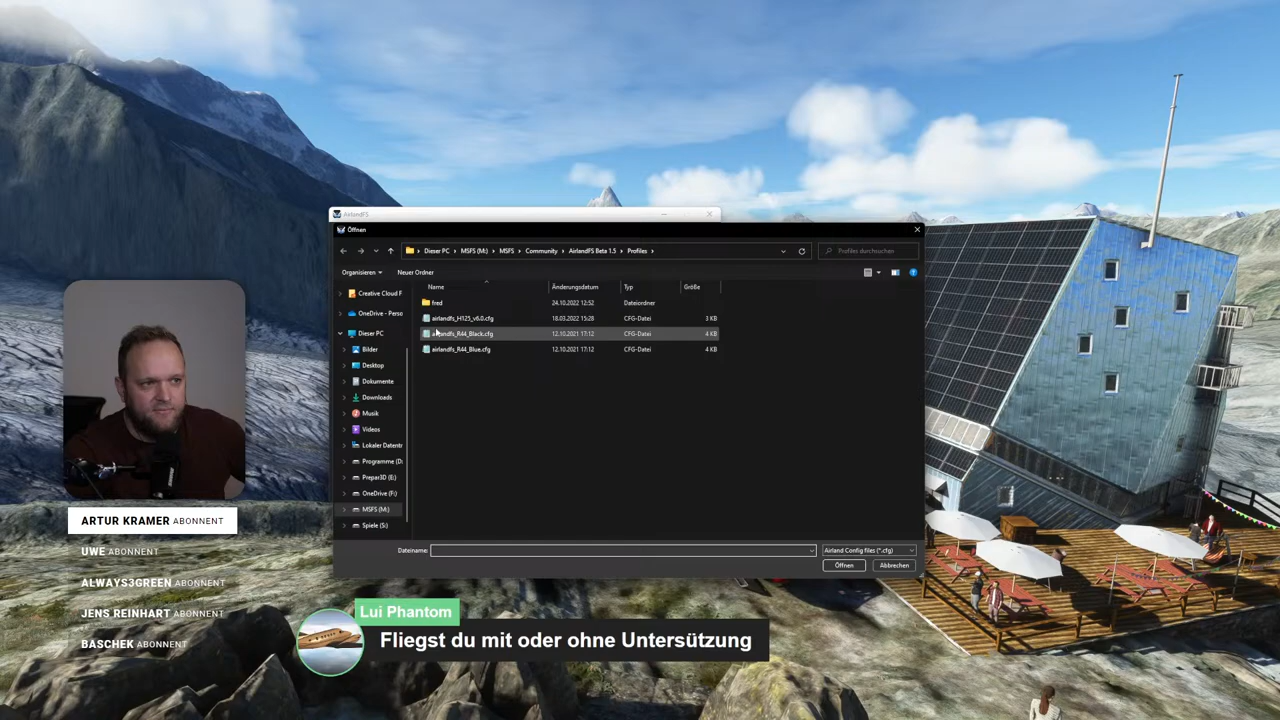 AirlandFS
Öffnen
Dieser PC > MSFS (M:) > MSFS > Community > AirlandFS Beta 1.5 > Profiles >
Profiles durchsuchen
Organisieren
Neuer Ordner
Name
Änderungsdatum
Typ
Größe
Creative Cloud F
OneDrive - Perso
Dieser PC
Bilder
Desktop
Dokumente
Downloads
Musik
Videos
Lokaler Datentr
Programme (D:
Prepar3D (E:)
OneDrive (F:)
MSFS (M:)
Spiele (S:)
fred 24.10.2022 12:52 Dateiordner
airlandfs_H125_v6.0.cfg 18.03.2022 15:28 CFG-Datei 3 KB
airlandfs_R44_Black.cfg 12.10.2021 17:12 CFG-Datei 4 KB
airlandfs_R44_Blue.cfg 12.10.2021 17:12 CFG-Datei 4 KB
Dateiname:
Airland Config files (*.cfg)
Öffnen
Abbrechen
ARTUR KRAMER ABONNENT
UWE ABONNENT
ALWAYS3GREEN ABONNENT
JENS REINHART ABONNENT
BASCHEK ABONNENT
Lui Phantom
Fliegst du mit oder ohne Untersützung